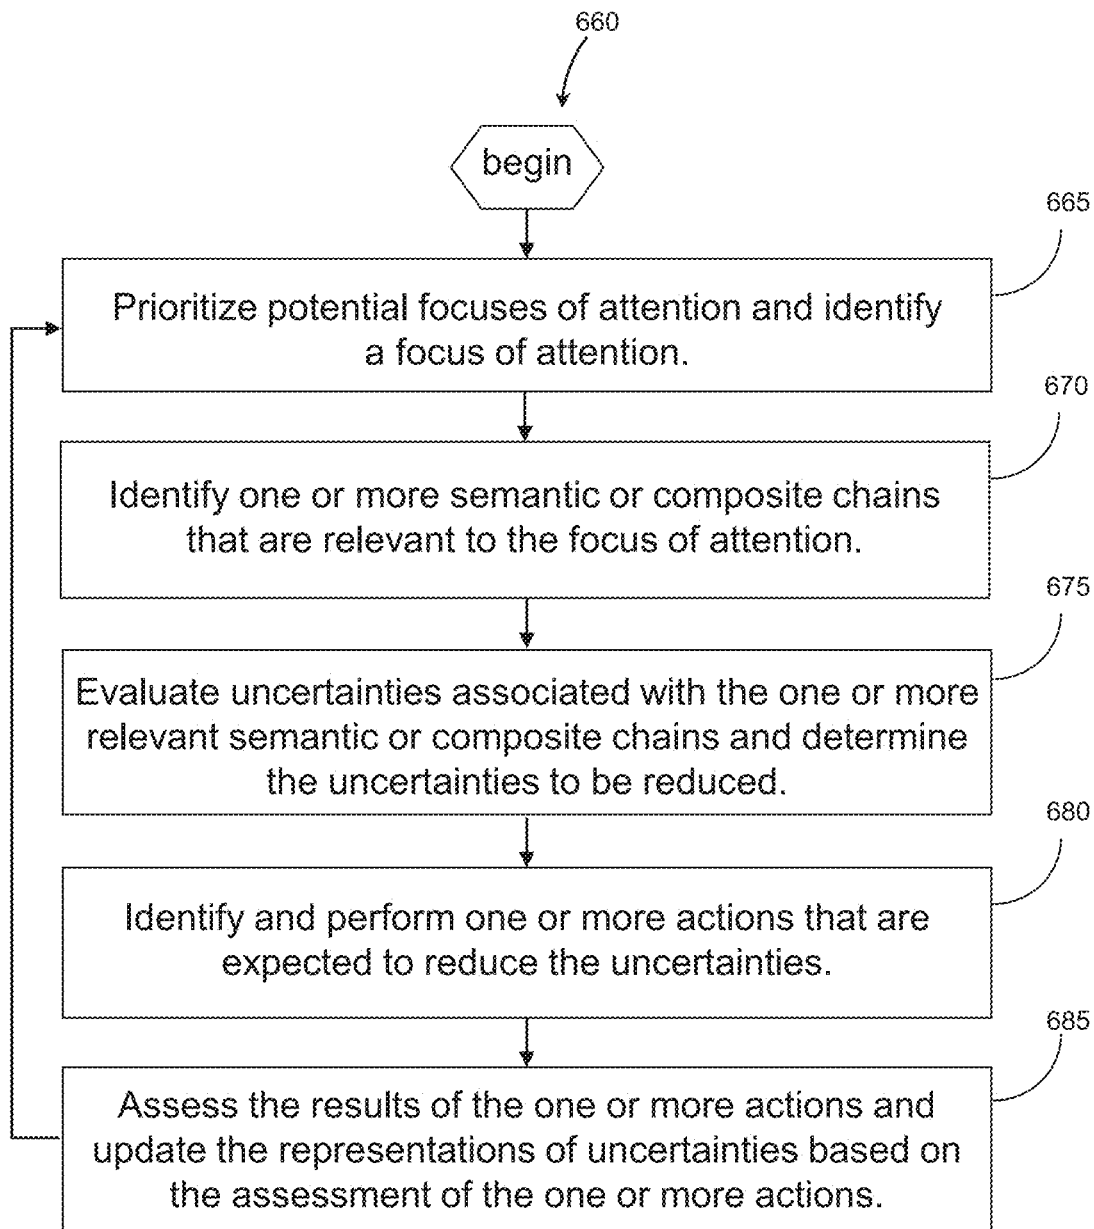 660
begin
665
Prioritize potential focuses of attention and identify
a focus of attention.
670
Identify one or more semantic or composite chains
that are relevant to the focus of attention.
675
Evaluate uncertainties associated with the one or more
relevant semantic or composite chains and determine
the uncertainties to be reduced.
680
Identify and perform one or more actions that are
expected to reduce the uncertainties.
685
Assess the results of the one or more actions and
update the representations of uncertainties based on
the assessment of the one or more actions.